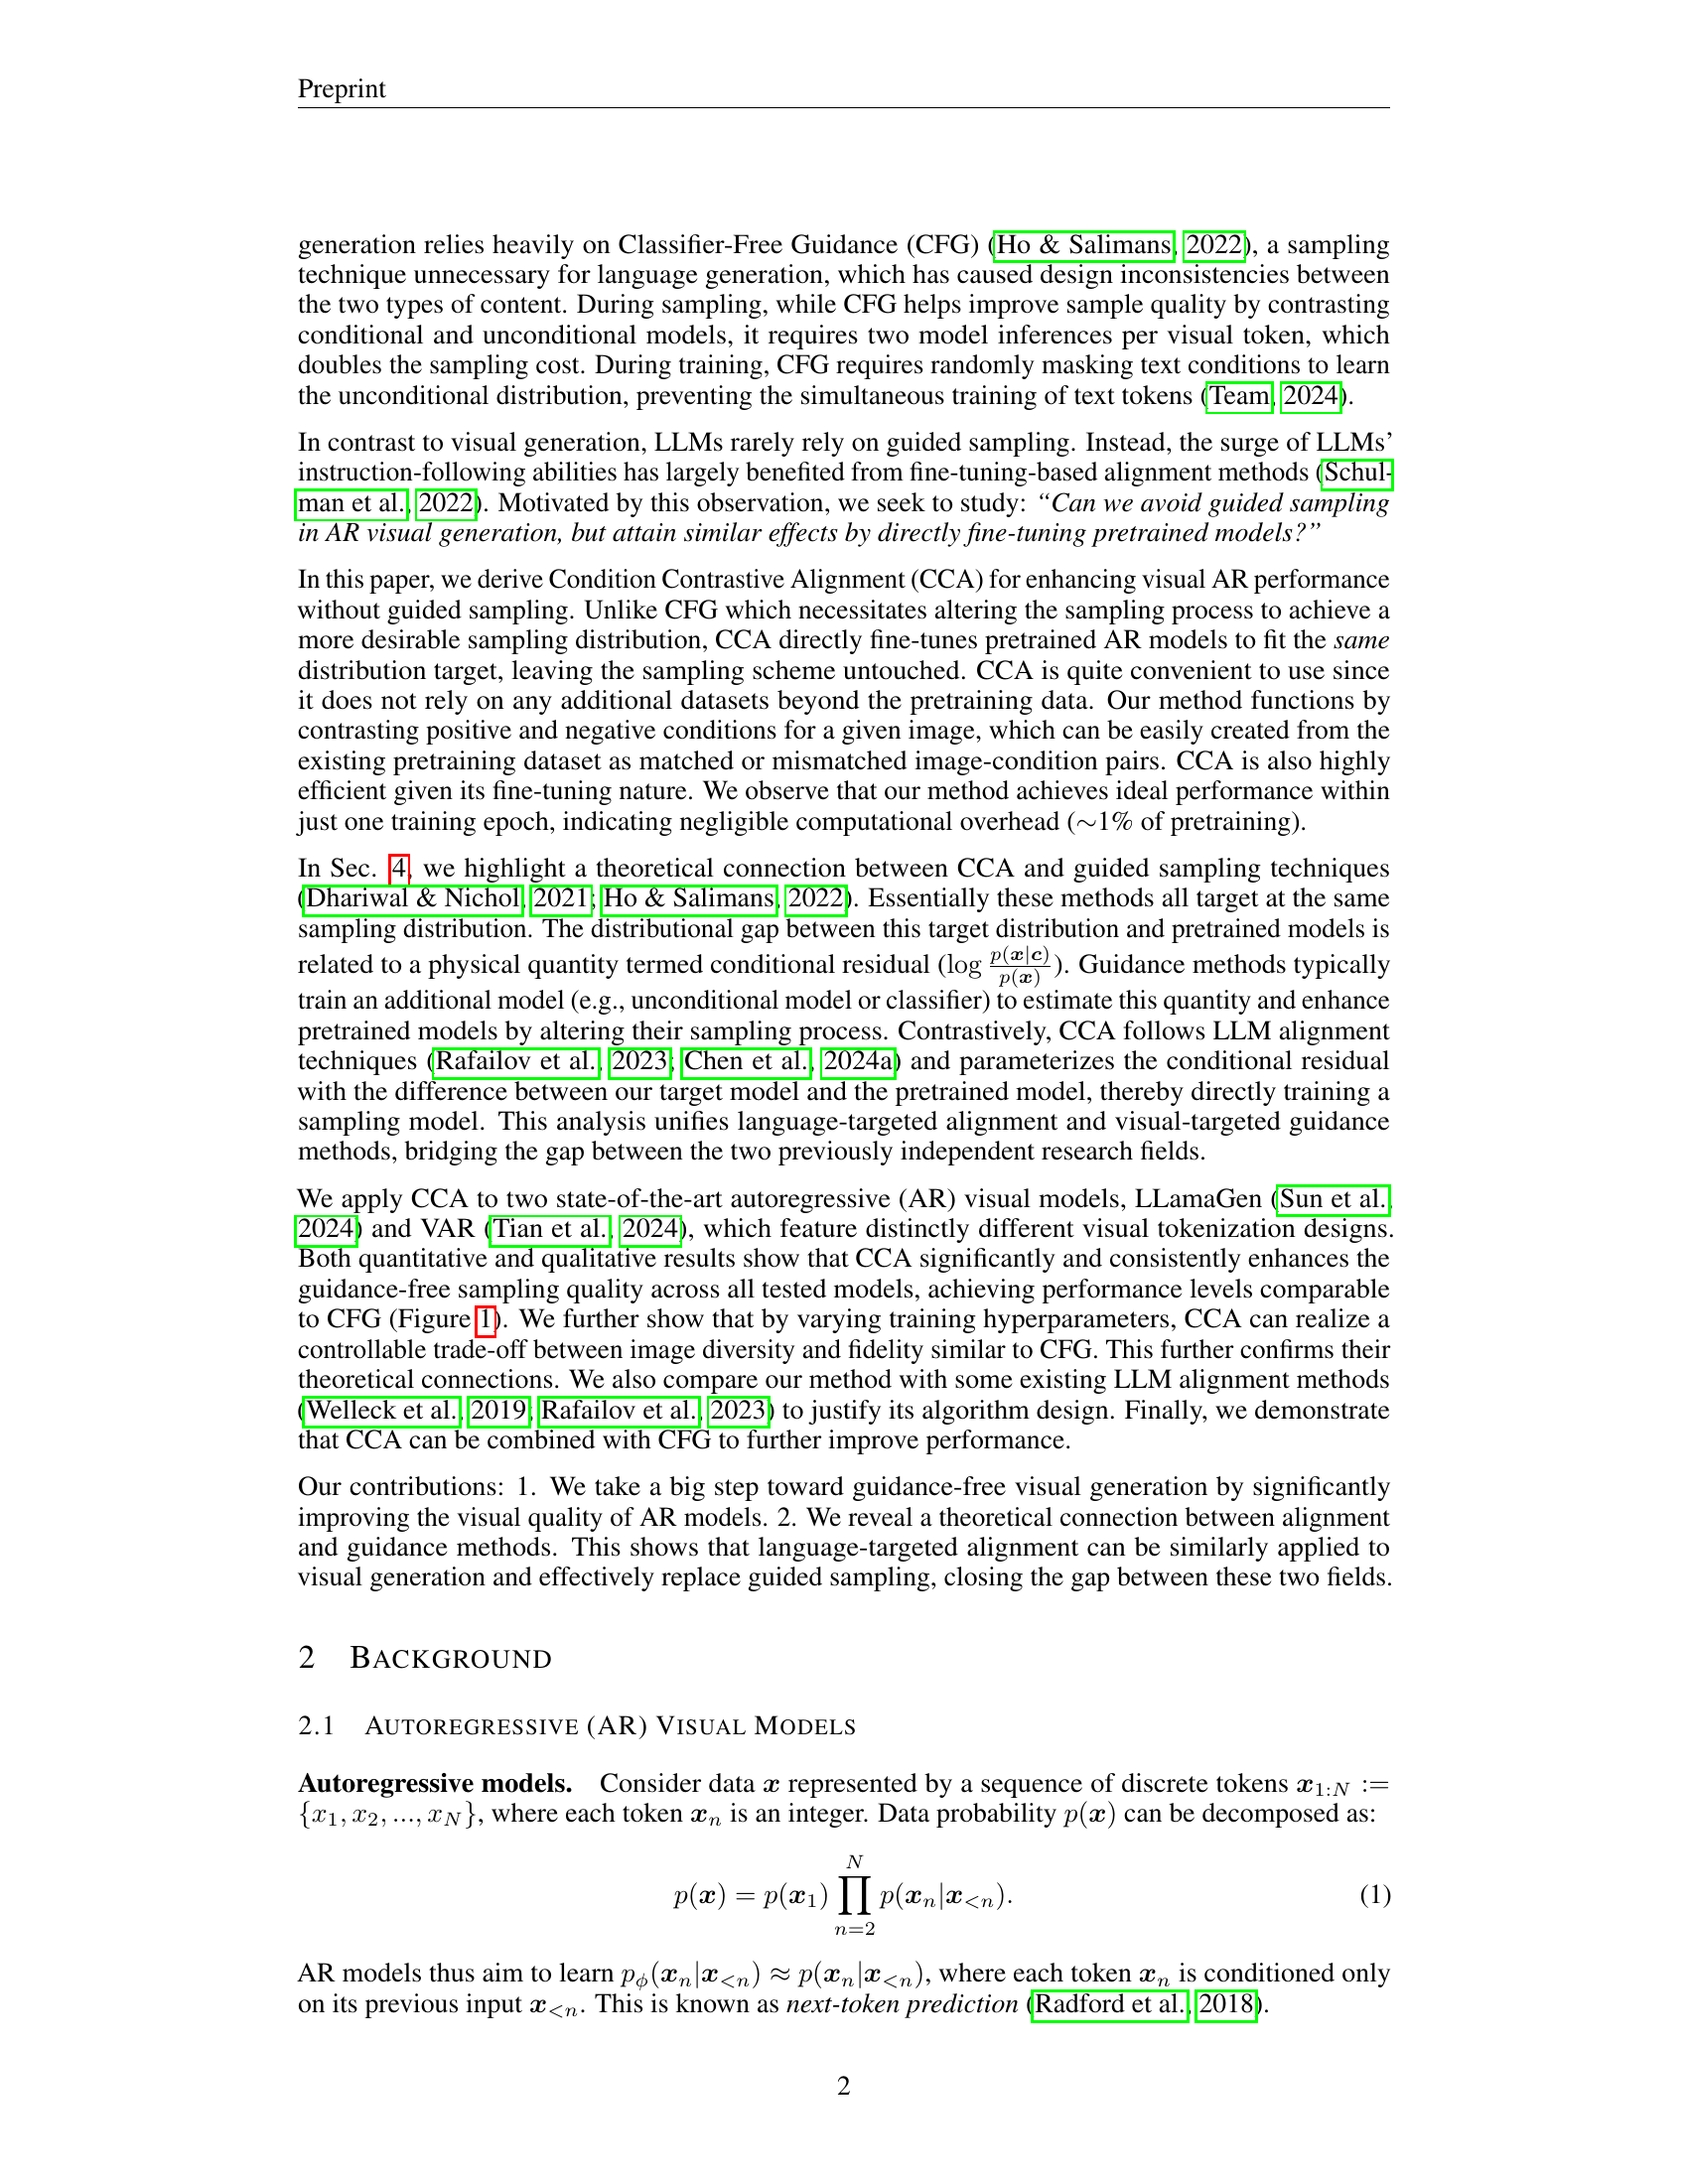 Preprint
generation relies heavily on Classifier-Free Guidance (CFG) (Ho & Salimans, 2022), a sampling
technique unnecessary for language generation, which has caused design inconsistencies between
the two types of content. During sampling, while CFG helps improve sample quality by contrasting
conditional and unconditional models, it requires two model inferences per visual token, which
doubles the sampling cost. During training, CFG requires randomly masking text conditions to learn
the unconditional distribution, preventing the simultaneous training of text tokens (Team, 2024).
In contrast to visual generation, LLMs rarely rely on guided sampling. Instead, the surge of LLMs’
instruction-following abilities has largely benefited from fine-tuning-based alignment methods (Schul-
man et al., 2022). Motivated by this observation, we seek to study: “Can we avoid guided sampling
in AR visual generation, but attain similar effects by directly fine-tuning pretrained models?”
In this paper, we derive Condition Contrastive Alignment (CCA) for enhancing visual AR performance
without guided sampling. Unlike CFG which necessitates altering the sampling process to achieve a
more desirable sampling distribution, CCA directly fine-tunes pretrained AR models to fit the same
distribution target, leaving the sampling scheme untouched. CCA is quite convenient to use since
it does not rely on any additional datasets beyond the pretraining data. Our method functions by
contrasting positive and negative conditions for a given image, which can be easily created from the
existing pretraining dataset as matched or mismatched image-condition pairs. CCA is also highly
efficient given its fine-tuning nature. We observe that our method achieves ideal performance within
just one training epoch, indicating negligible computational overhead (∼1% of pretraining).
In Sec. 4, we highlight a theoretical connection between CCA and guided sampling techniques
(Dhariwal & Nichol, 2021; Ho & Salimans, 2022). Essentially these methods all target at the same
sampling distribution. The distributional gap between this target distribution and pretrained models is
related to a physical quantity termed conditional residual (log p(x|c)/p(x)). Guidance methods typically
train an additional model (e.g., unconditional model or classifier) to estimate this quantity and enhance
pretrained models by altering their sampling process. Contrastively, CCA follows LLM alignment
techniques (Rafailov et al., 2023; Chen et al., 2024a) and parameterizes the conditional residual
with the difference between our target model and the pretrained model, thereby directly training a
sampling model. This analysis unifies language-targeted alignment and visual-targeted guidance
methods, bridging the gap between the two previously independent research fields.
We apply CCA to two state-of-the-art autoregressive (AR) visual models, LLamaGen (Sun et al.,
2024) and VAR (Tian et al., 2024), which feature distinctly different visual tokenization designs.
Both quantitative and qualitative results show that CCA significantly and consistently enhances the
guidance-free sampling quality across all tested models, achieving performance levels comparable
to CFG (Figure 1). We further show that by varying training hyperparameters, CCA can realize a
controllable trade-off between image diversity and fidelity similar to CFG. This further confirms their
theoretical connections. We also compare our method with some existing LLM alignment methods
(Welleck et al., 2019; Rafailov et al., 2023) to justify its algorithm design. Finally, we demonstrate
that CCA can be combined with CFG to further improve performance.
Our contributions: 1. We take a big step toward guidance-free visual generation by significantly
improving the visual quality of AR models. 2. We reveal a theoretical connection between alignment
and guidance methods. This shows that language-targeted alignment can be similarly applied to
visual generation and effectively replace guided sampling, closing the gap between these two fields.
2 BACKGROUND
2.1 AUTOREGRESSIVE (AR) VISUAL MODELS
Autoregressive models. Consider data x represented by a sequence of discrete tokens x_{1:N} :=
{x_1, x_2, ..., x_N}, where each token x_n is an integer. Data probability p(x) can be decomposed as:
p(x) = p(x_1) ∏_{n=2}^{N} p(x_n|x_{<n}). (1)
AR models thus aim to learn p_ϕ(x_n|x_{<n}) ≈ p(x_n|x_{<n}), where each token x_n is conditioned only
on its previous input x_{<n}. This is known as next-token prediction (Radford et al., 2018).
2